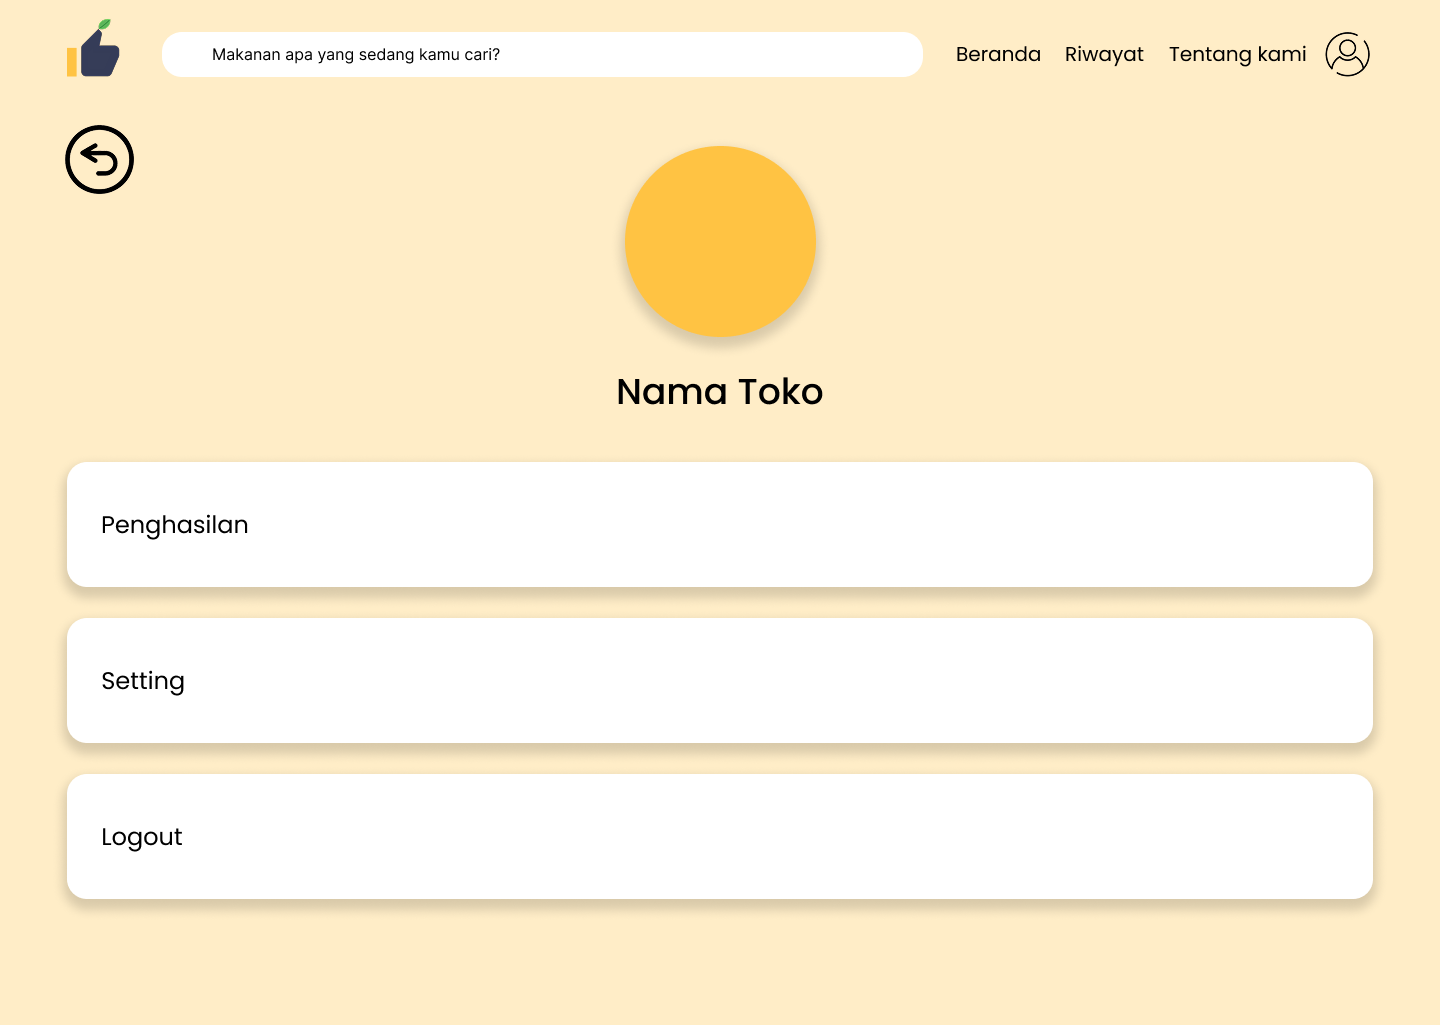 Makanan apa yang sedang kamu cari?
Beranda
Riwayat
Tentang kami
Nama Toko
Penghasilan
Setting
Logout